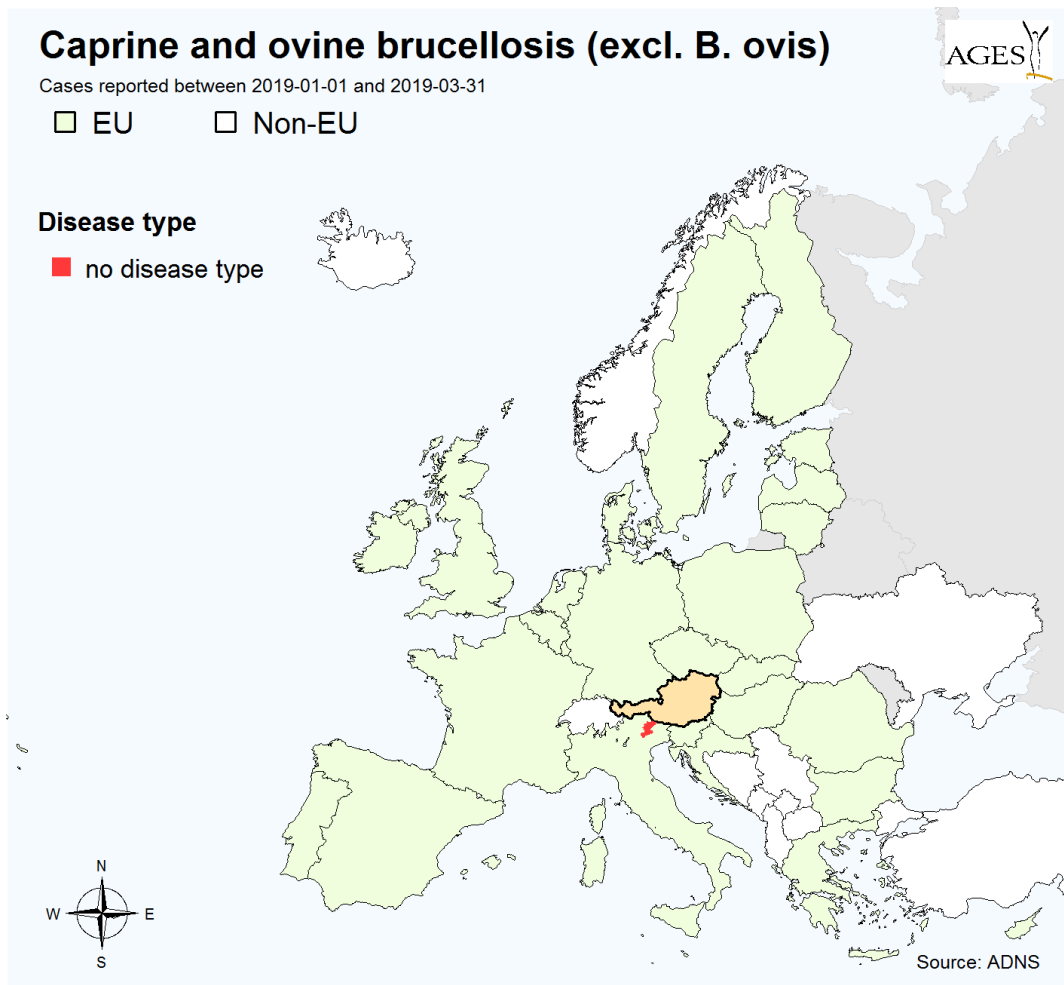 Caprine and ovine brucellosis (excl. B. ovis)
AGES
Cases reported between 2019-01-01 and 2019-03-31
EU
Non-EU
Disease type
no disease type
N
W
E
S
Source: ADNS